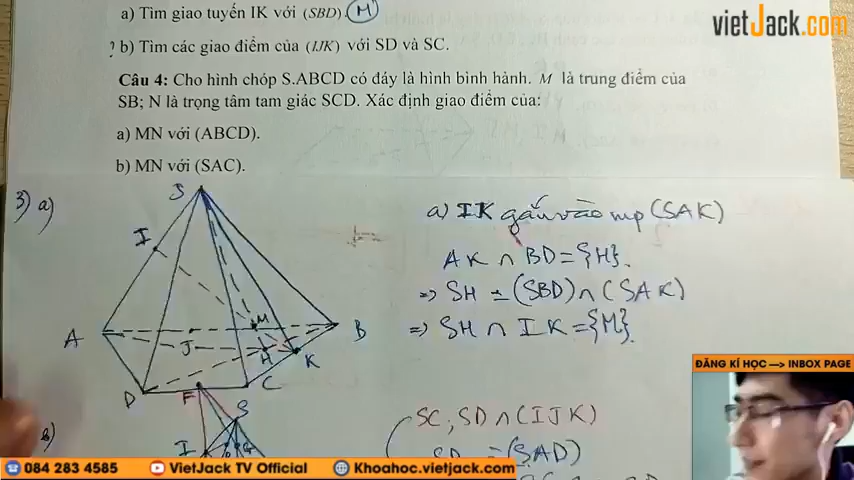 a) Tìm giao tuyến IK với (SBD). M
vietJack.com
? b) Tìm các giao điểm của (IJK) với SD và SC.
Câu 4: Cho hình chóp S.ABCD có đáy là hình bình hành. M là trung điểm của
SB; N là trọng tâm tam giác SCD. Xác định giao điểm của:
a) MN với (ABCD).
b) MN với (SAC).
3) a)
S
I
A
M
B
J
H
K
D
C
F
a) IK gắn vào mp (SAK)
AK ∩ BD = {H}.
=> SH = (SBD) ∩ (SAK)
=> SH ∩ IK = {M}.
b)
S
I
SC, SD ∩ (IJK)
(SAD)
ĐĂNG KÍ HỌC —> INBOX PAGE
084 283 4585
VietJack TV Official
Khoahoc.vietjack.com